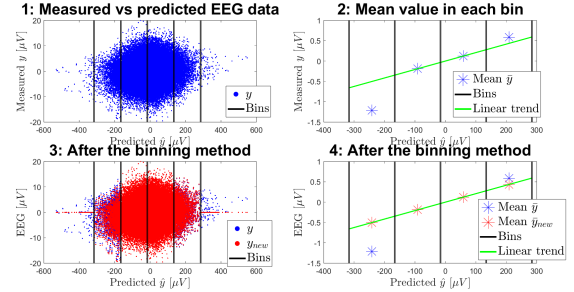 1: Measured vs predicted EEG data
20
10
0
-10
-20
Measured y [μV]
-600 -400 -200 0 200 400 600
Predicted ŷ [μV]
y
Bins
2: Mean value in each bin
1
0.5
0
-0.5
-1
-1.5
Measured y [μV]
-300 -200 -100 0 100 200 300
Predicted ŷ [μV]
Mean ȳ
Bins
Linear trend
3: After the binning method
20
10
0
-10
-20
EEG [μV]
-600 -400 -200 0 200 400 600
Predicted ŷ [μV]
y
y_new
Bins
4: After the binning method
1
0.5
0
-0.5
-1
-1.5
EEG [μV]
-300 -200 -100 0 100 200 300
Predicted ŷ [μV]
Mean ȳ
Mean ȳ_new
Bins
Linear trend